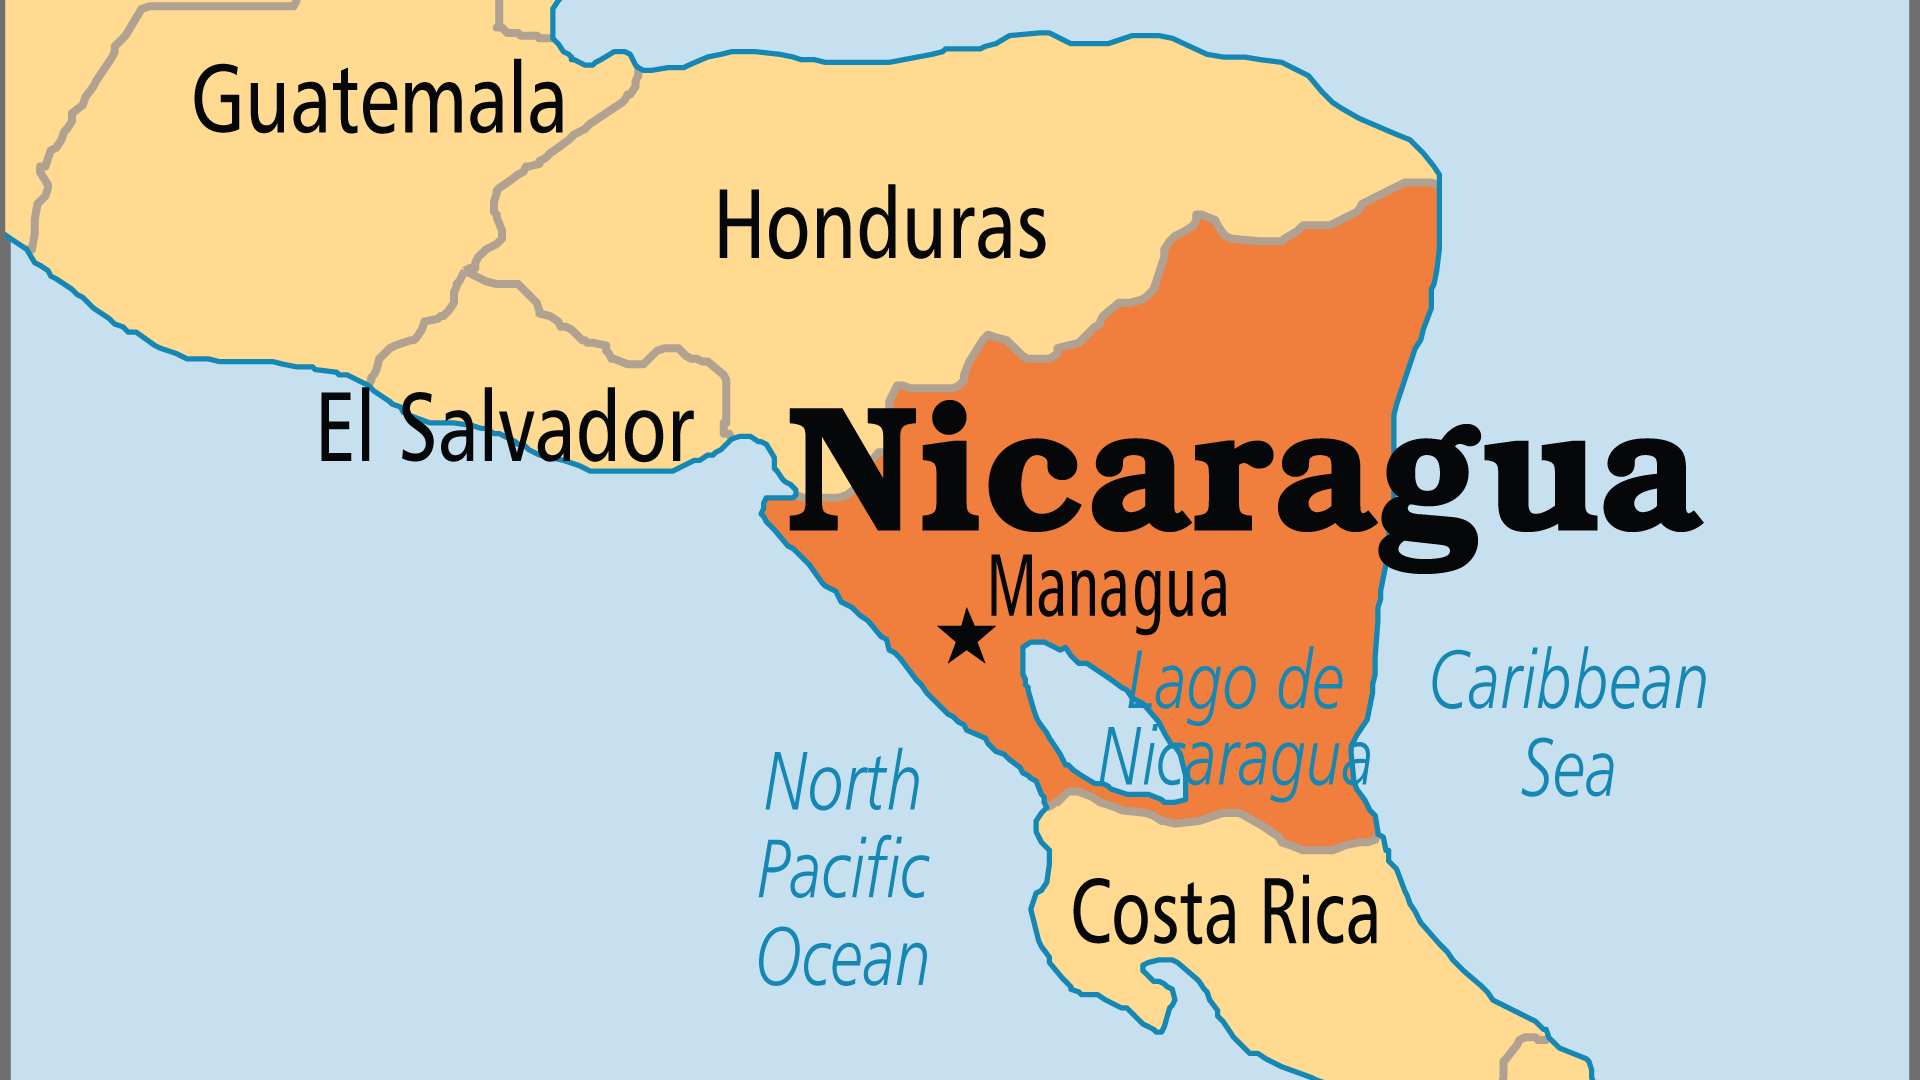 Guatemala
Honduras
El Salvador
Nicaragua
Managua
Lago de
Nicaragua
Caribbean
Sea
North
Pacific
Ocean
Costa Rica